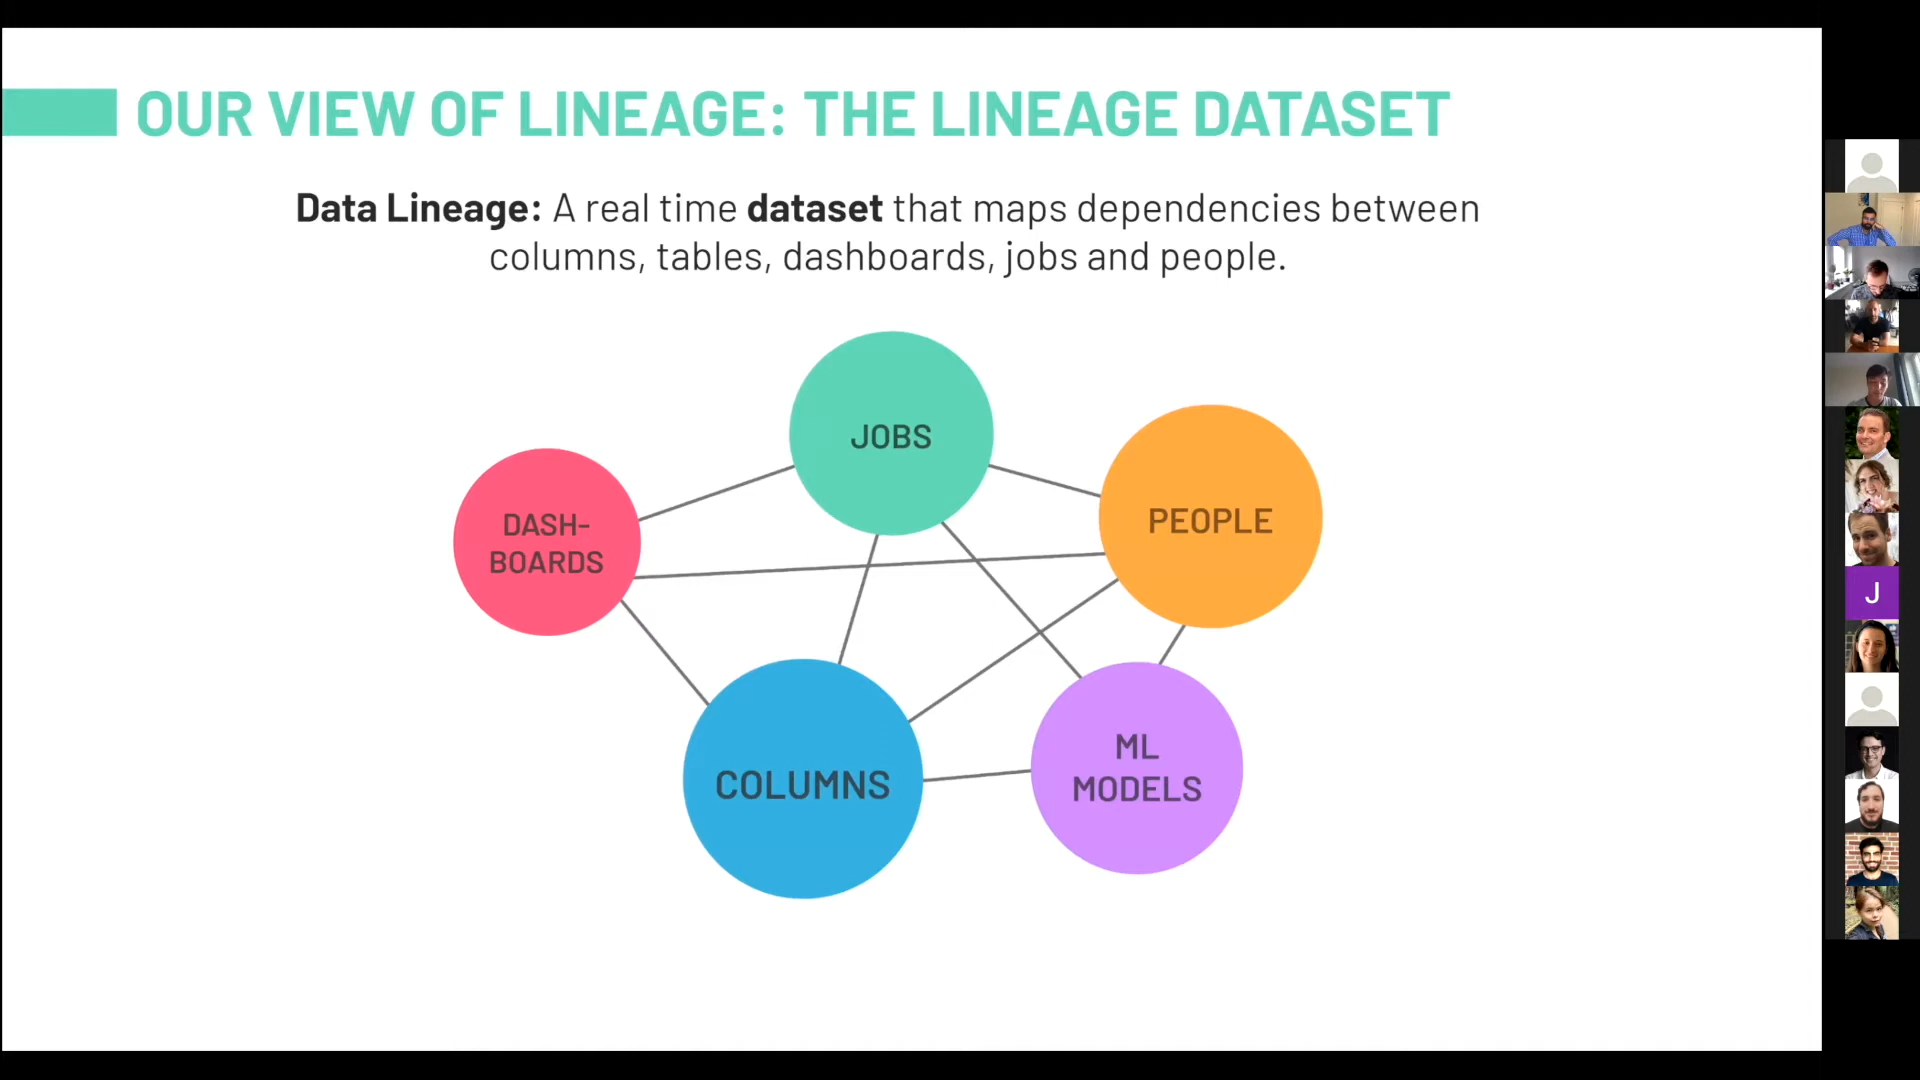 OUR VIEW OF LINEAGE: THE LINEAGE DATASET
Data Lineage: A real time dataset that maps dependencies between
columns, tables, dashboards, jobs and people.
JOBS
PEOPLE
DASH-
BOARDS
COLUMNS
ML
MODELS
J